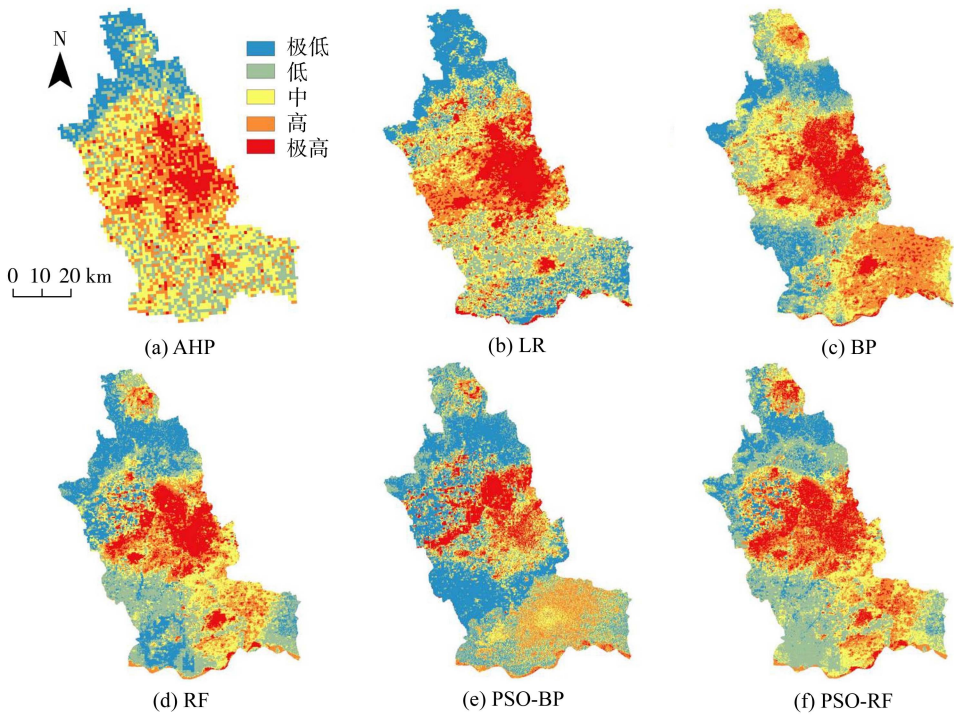 N
极低
低
中
高
极高
0 10 20 km
(a) AHP
(b) LR
(c) BP
(d) RF
(e) PSO-BP
(f) PSO-RF